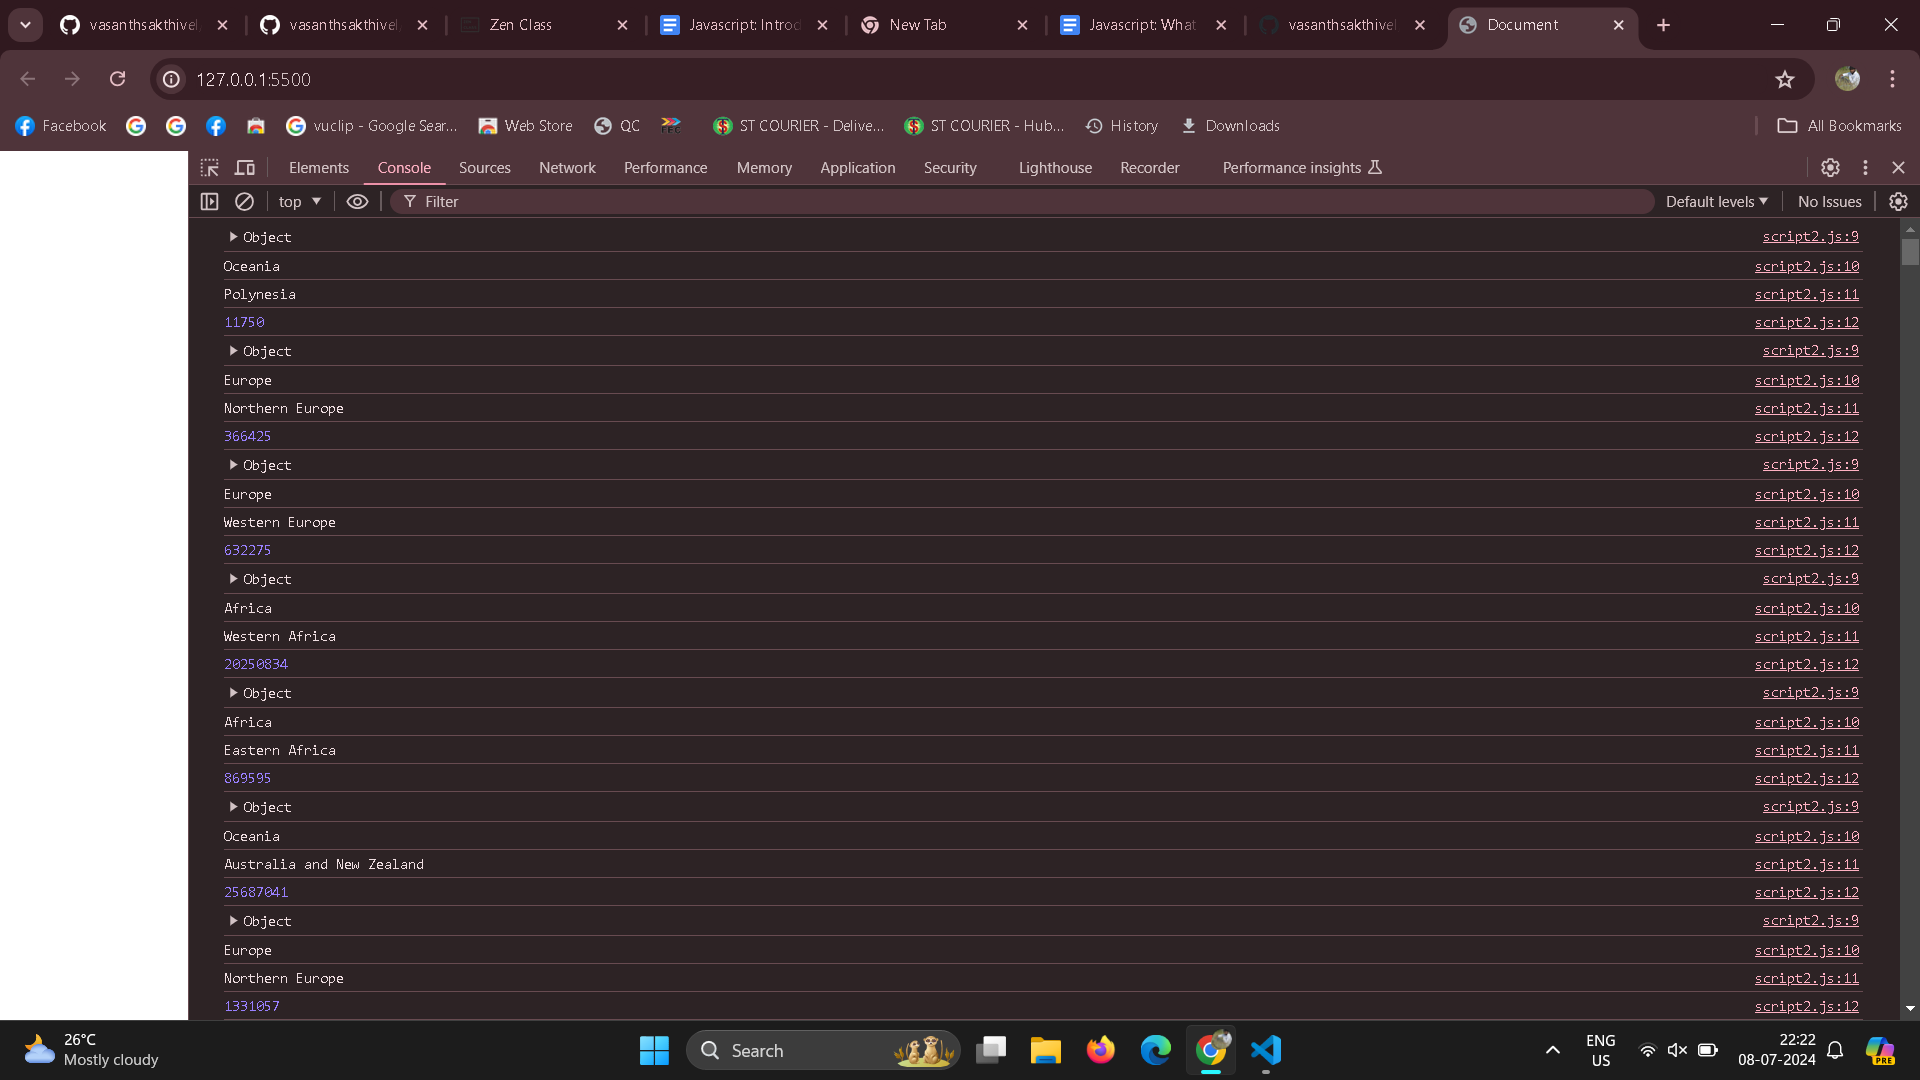 vasanthsakthivel
vasanthsakthivel
Zen Class
Javascript: Introd
New Tab
Javascript: What
vasanthsakthivel
Document
127.0.0.1:5500
Facebook
vuclip - Google Sear...
Web Store
QC
ST COURIER - Delive...
ST COURIER - Hub...
History
Downloads
All Bookmarks
Elements Console Sources Network Performance Memory Application Security Lighthouse Recorder Performance insights
top Filter Default levels No Issues
Object script2.js:9
Oceania script2.js:10
Polynesia script2.js:11
11750 script2.js:12
Object script2.js:9
Europe script2.js:10
Northern Europe script2.js:11
366425 script2.js:12
Object script2.js:9
Europe script2.js:10
Western Europe script2.js:11
632275 script2.js:12
Object script2.js:9
Africa script2.js:10
Western Africa script2.js:11
20250834 script2.js:12
Object script2.js:9
Africa script2.js:10
Eastern Africa script2.js:11
869595 script2.js:12
Object script2.js:9
Oceania script2.js:10
Australia and New Zealand script2.js:11
25687041 script2.js:12
Object script2.js:9
Europe script2.js:10
Northern Europe script2.js:11
1331057 script2.js:12
26°C
Mostly cloudy
Search
ENG
US
22:22
08-07-2024
PRE